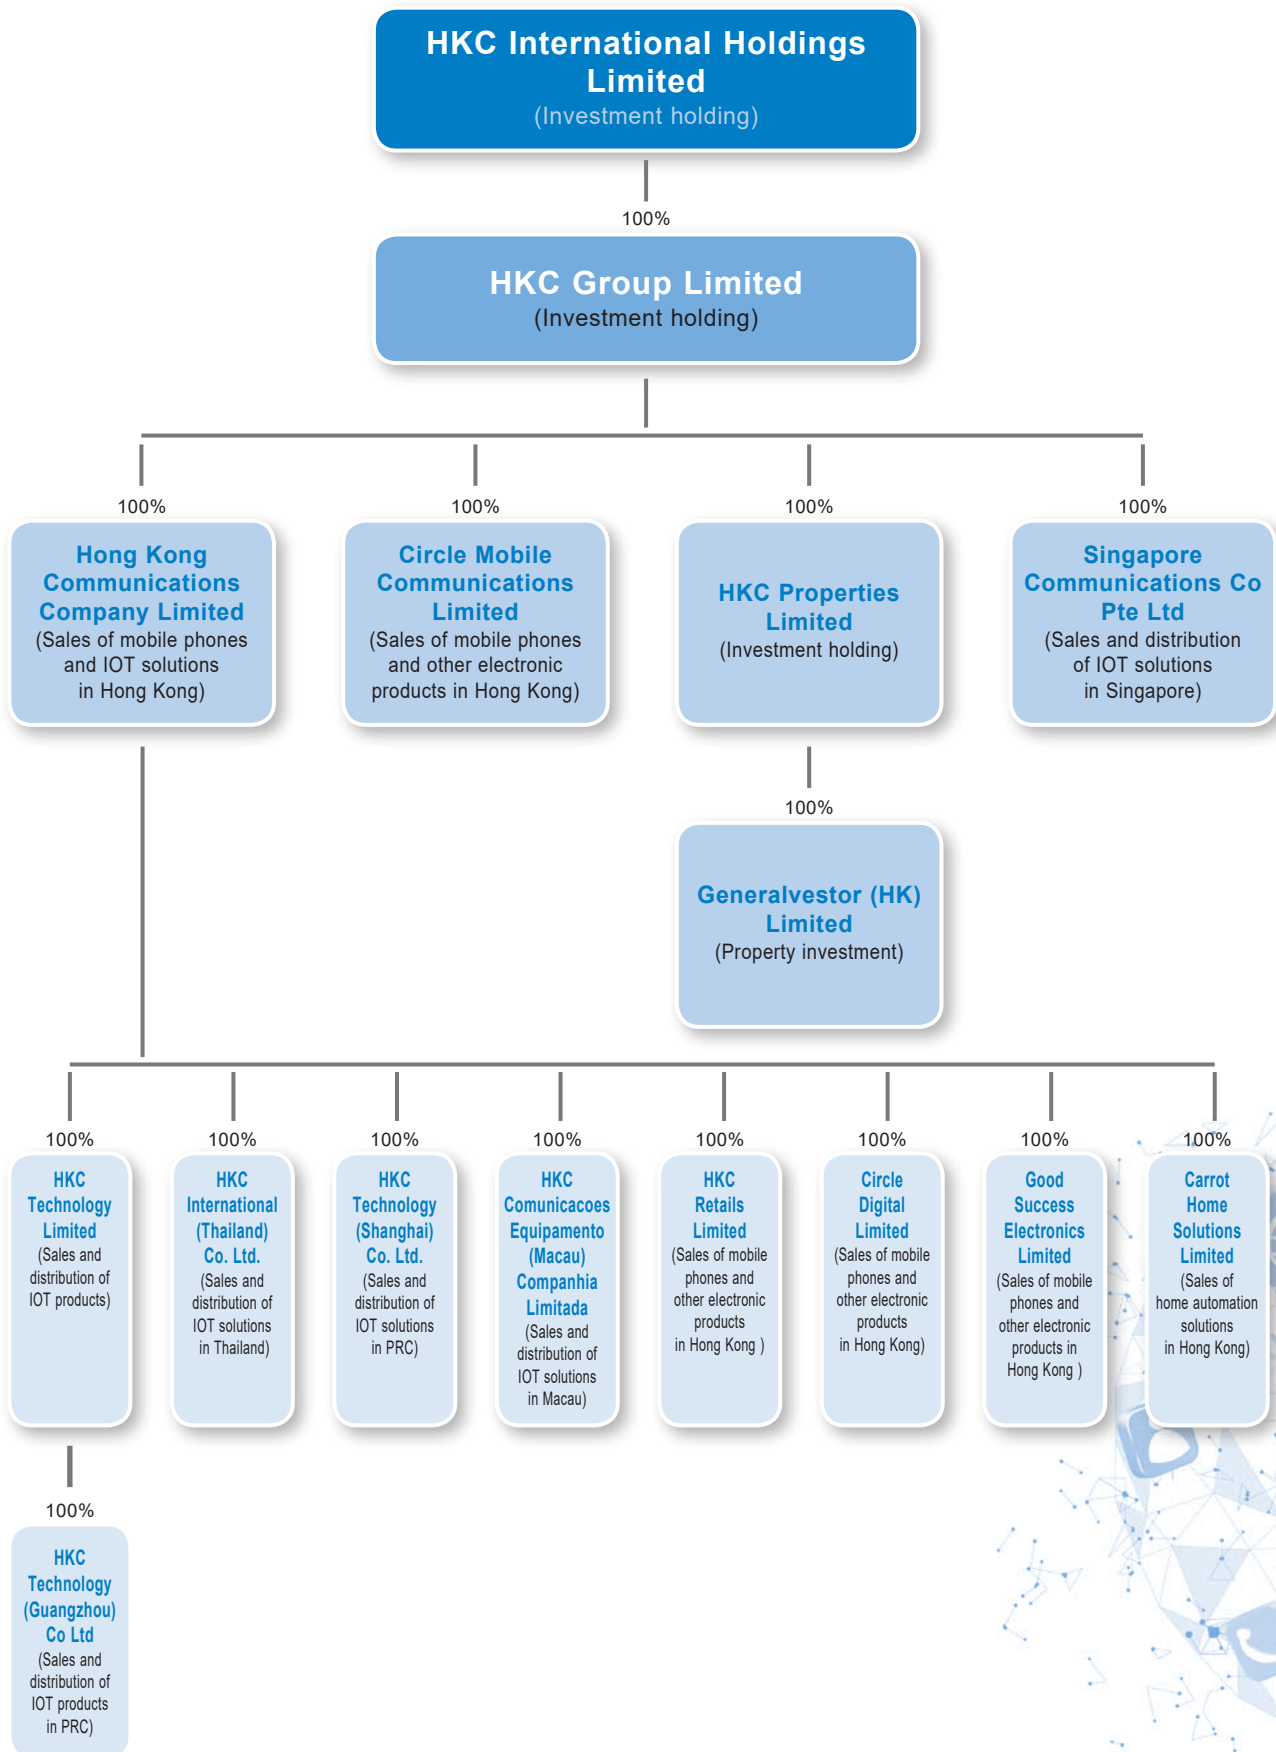 HKC International Holdings
Limited
(Investment holding)
100%
HKC Group Limited
(Investment holding)
100%
Hong Kong
Communications
Company Limited
(Sales of mobile phones
and IOT solutions
in Hong Kong)
100%
Circle Mobile
Communications
Limited
(Sales of mobile phones
and other electronic
products in Hong Kong)
100%
HKC Properties
Limited
(Investment holding)
100%
Singapore
Communications Co
Pte Ltd
(Sales and distribution
of IOT solutions
in Singapore)
100%
Generalvestor (HK)
Limited
(Property investment)
100%
HKC
Technology
Limited
(Sales and
distribution of
IOT products)
100%
HKC
International
(Thailand)
Co. Ltd.
(Sales and
distribution of
IOT solutions
in Thailand)
100%
HKC
Technology
(Shanghai)
Co. Ltd.
(Sales and
distribution of
IOT solutions
in PRC)
100%
HKC
Comunicacoes
Equipamento
(Macau)
Companhia
Limitada
(Sales and
distribution of
IOT solutions
in Macau)
100%
HKC
Retails
Limited
(Sales of mobile
phones and
other electronic
products
in Hong Kong )
100%
Circle
Digital
Limited
(Sales of mobile
phones and
other electronic
products
in Hong Kong)
100%
Good
Success
Electronics
Limited
(Sales of mobile
phones and
other electronic
products in
Hong Kong )
100%
Carrot
Home
Solutions
Limited
(Sales of
home automation
solutions
in Hong Kong)
100%
HKC
Technology
(Guangzhou)
Co Ltd
(Sales and
distribution of
IOT products
in PRC)